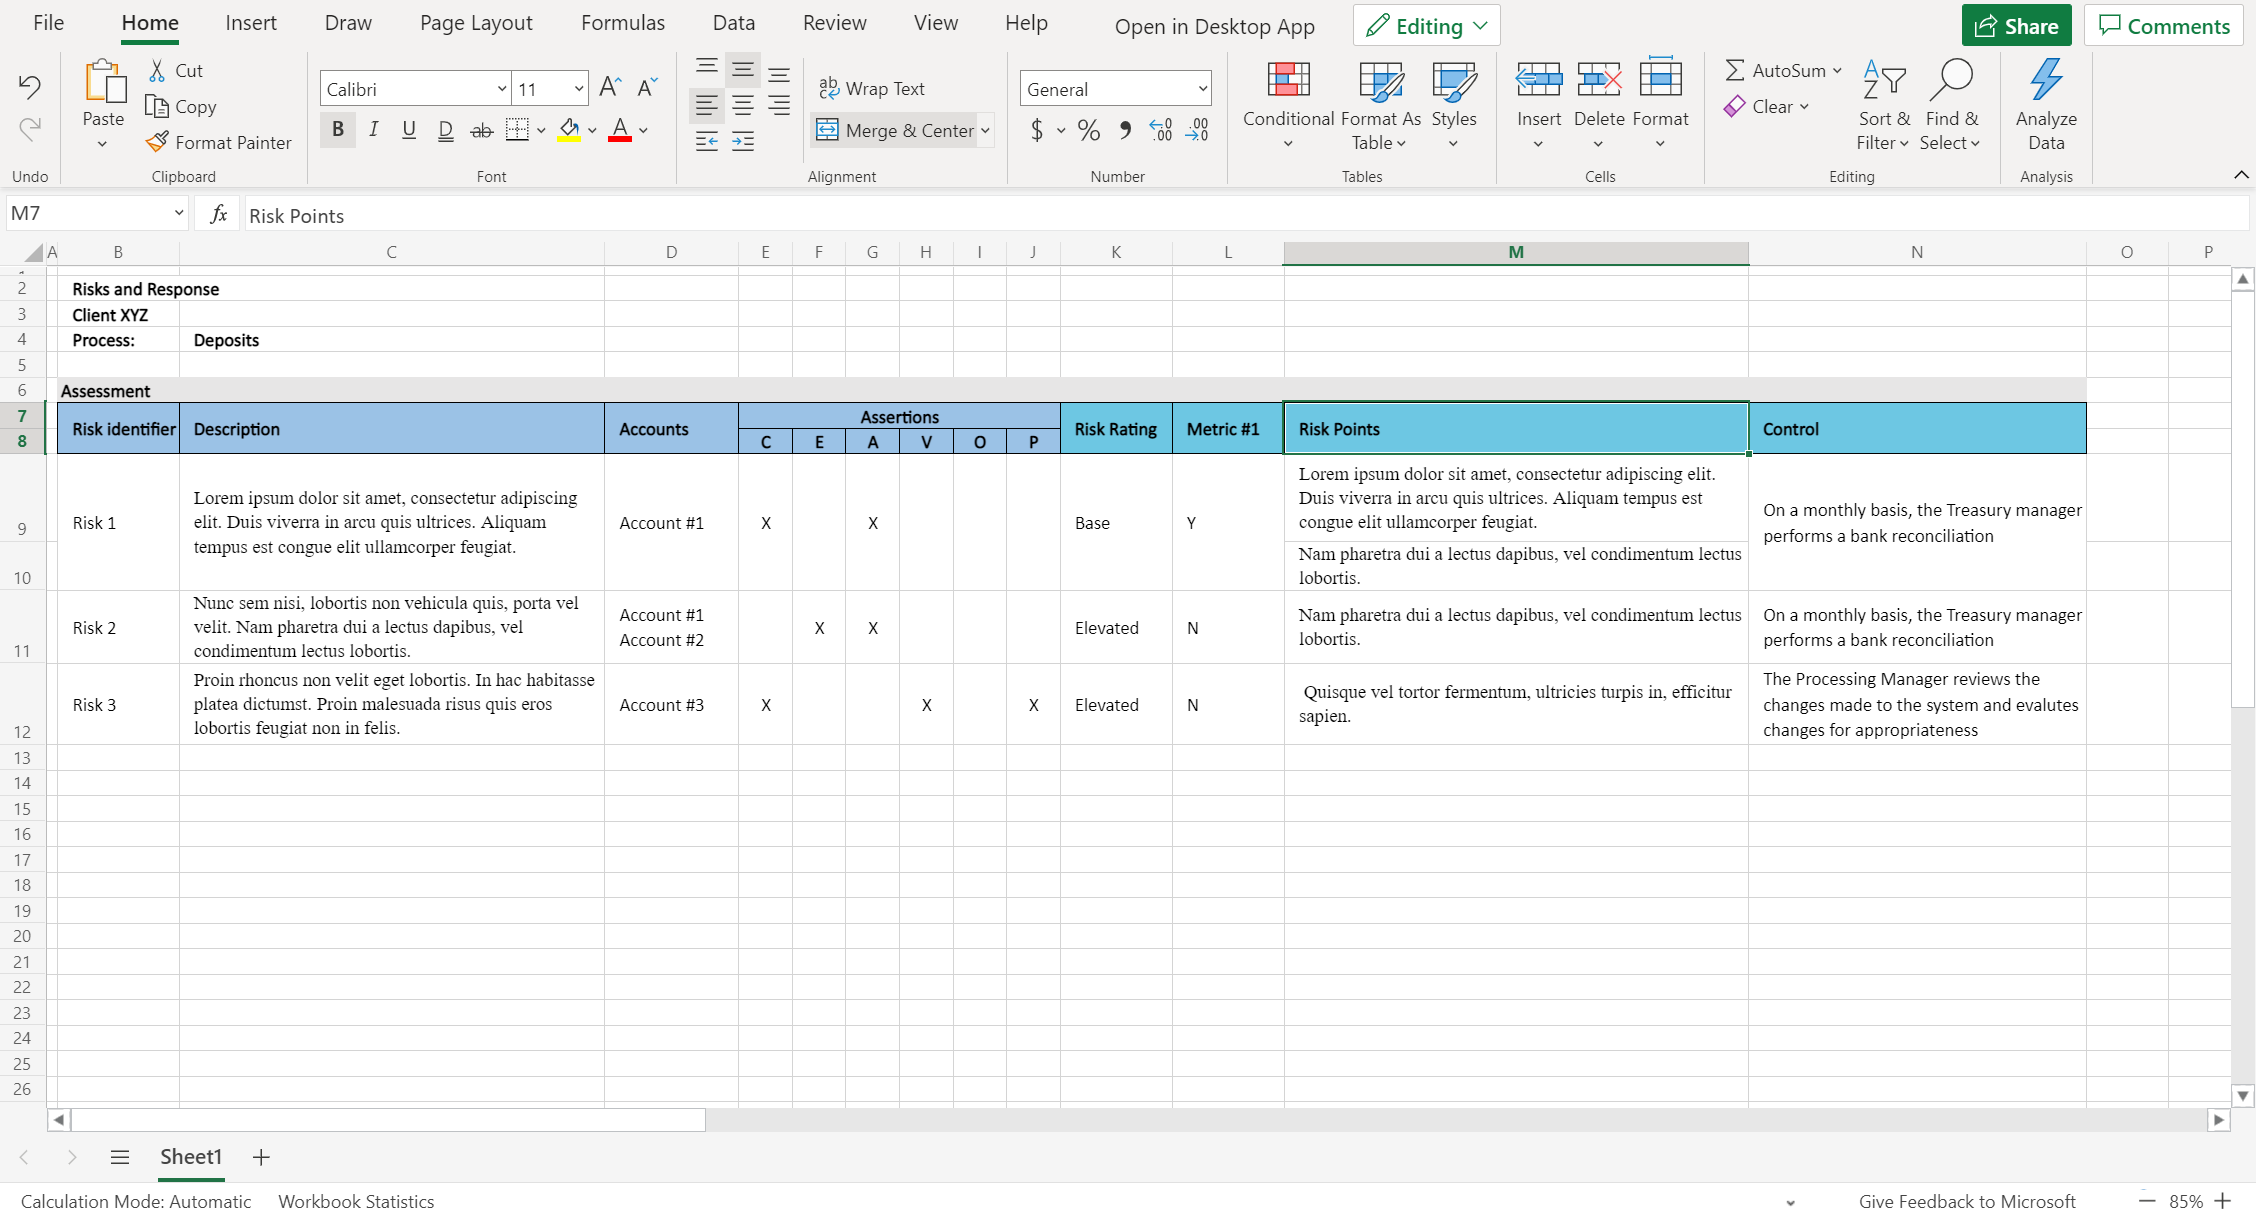 File Home Insert Draw Page Layout Formulas Data Review View Help Open in Desktop App Editing Share Comments
Cut
Copy
Format Painter
Paste
Calibri 11
B I U D ab A
Wrap Text
Merge & Center
General
$ % 9
Conditional Format As Table Styles
Insert Delete Format
AutoSum
Clear
Sort & Filter Find & Select
Analyze Data
Undo Clipboard Font Alignment Number Tables Cells Editing Analysis
M7 fx Risk Points
A B C D E F G H I J K L M N O P
2 Risks and Response
3 Client XYZ
4 Process: Deposits
5
6 Assessment
7 Assertions
8 Risk identifier Description Accounts C E A V O P Risk Rating Metric #1 Risk Points Control
9 Risk 1
Lorem ipsum dolor sit amet, consectetur adipiscing
elit. Duis viverra in arcu quis ultrices. Aliquam
tempus est congue elit ullamcorper feugiat.
Account #1 X X Base Y
Lorem ipsum dolor sit amet, consectetur adipiscing elit.
Duis viverra in arcu quis ultrices. Aliquam tempus est
congue elit ullamcorper feugiat.
On a monthly basis, the Treasury manager
performs a bank reconciliation
10
Nam pharetra dui a lectus dapibus, vel condimentum lectus
lobortis.
11 Risk 2
Nunc sem nisi, lobortis non vehicula quis, porta vel
velit. Nam pharetra dui a lectus dapibus, vel
condimentum lectus lobortis.
Account #1
Account #2
X X Elevated N
Nam pharetra dui a lectus dapibus, vel condimentum lectus
lobortis.
On a monthly basis, the Treasury manager
performs a bank reconciliation
12 Risk 3
Proin rhoncus non velit eget lobortis. In hac habitasse
platea dictumst. Proin malesuada risus quis eros
lobortis feugiat non in felis.
Account #3 X X X Elevated N
Quisque vel tortor fermentum, ultricies turpis in, efficitur
sapien.
The Processing Manager reviews the
changes made to the system and evalutes
changes for appropriateness
13
14
15
16
17
18
19
20
21
22
23
24
25
26
Sheet1
Calculation Mode: Automatic Workbook Statistics Give Feedback to Microsoft 85%